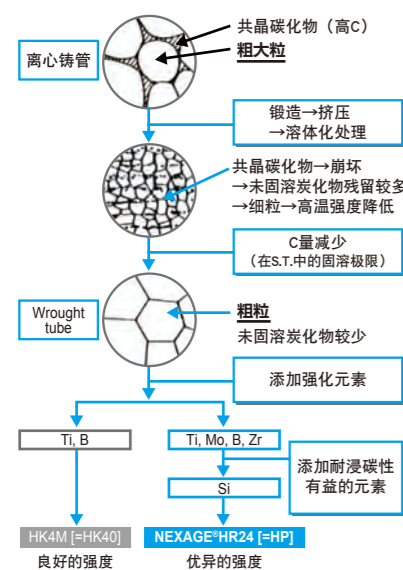 共晶碳化物（高C）
粗大粒
离心铸管
锻造→挤压
→溶体化处理
共晶碳化物→崩坏
→未固溶炭化物残留较多
→细粒→高温强度降低
C量减少
（在S.T.中的固溶极限）
Wrought
tube
粗粒
未固溶炭化物较少
添加强化元素
Ti, B
Ti, Mo, B, Zr
添加耐浸碳性
有益的元素
Si
HK4M [=HK40]
NEXAGE®HR24 [=HP]
良好的强度
优异的强度